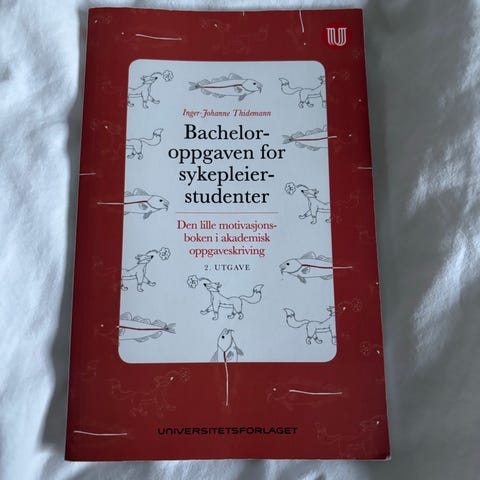 Inger-Johanne Thidemann
Bachelor-
oppgaven for
sykepleier-
studenter
Den lille motivasjons-
boken i akademisk
oppgaveskriving
2. UTGAVE
UNIVERSITETSFORLAGET